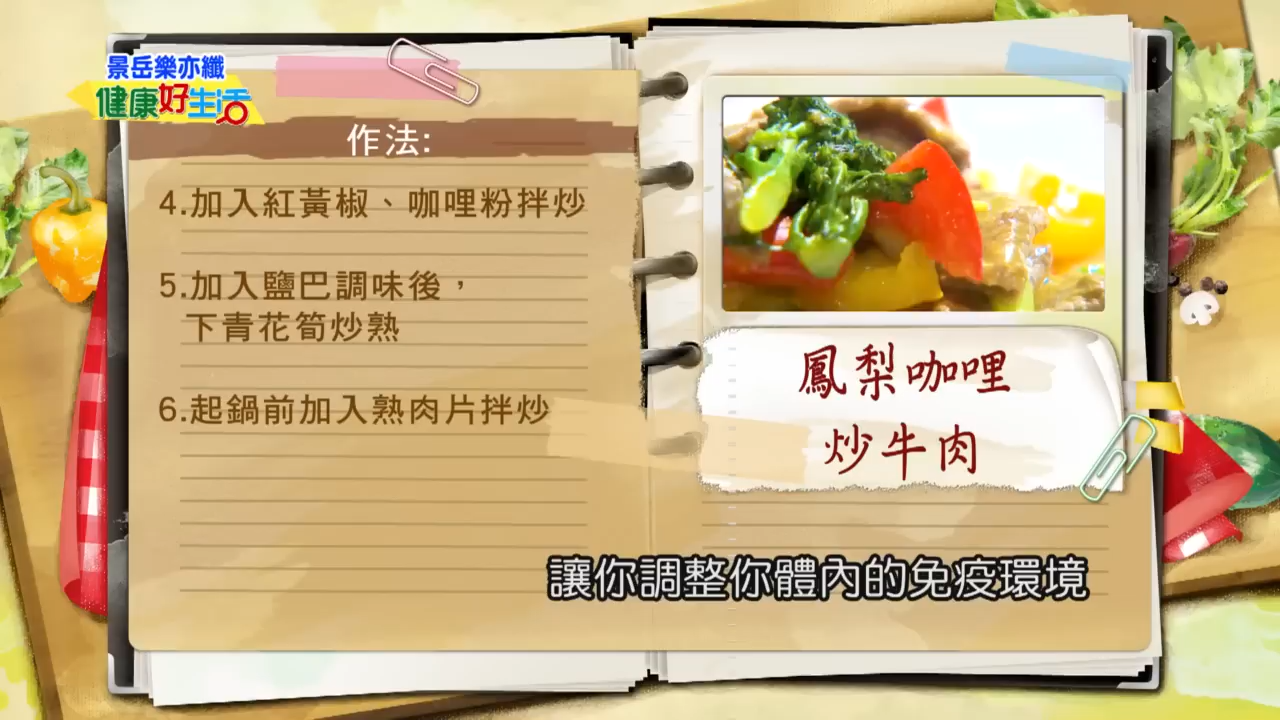 景岳樂亦纖
健康好生活
作法:
4.加入紅黃椒、咖哩粉拌炒
5.加入鹽巴調味後，
下青花筍炒熟
6.起鍋前加入熟肉片拌炒
鳳梨咖哩
炒牛肉
讓你調整你體內的免疫環境